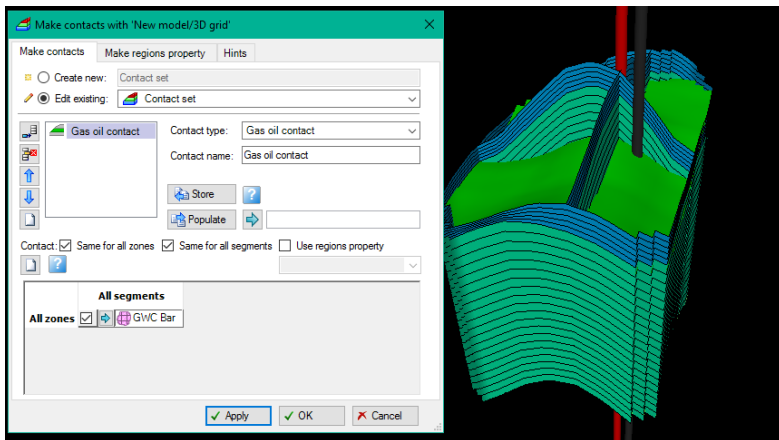 Make contacts with 'New model/3D grid'
Make contacts Make regions property Hints
Create new: Contact set
Edit existing: Contact set
Gas oil contact
Contact type: Gas oil contact
Contact name: Gas oil contact
Store ?
Populate
Contact: Same for all zones Same for all segments Use regions property
?
All segments
All zones GWC Bar
Apply OK Cancel